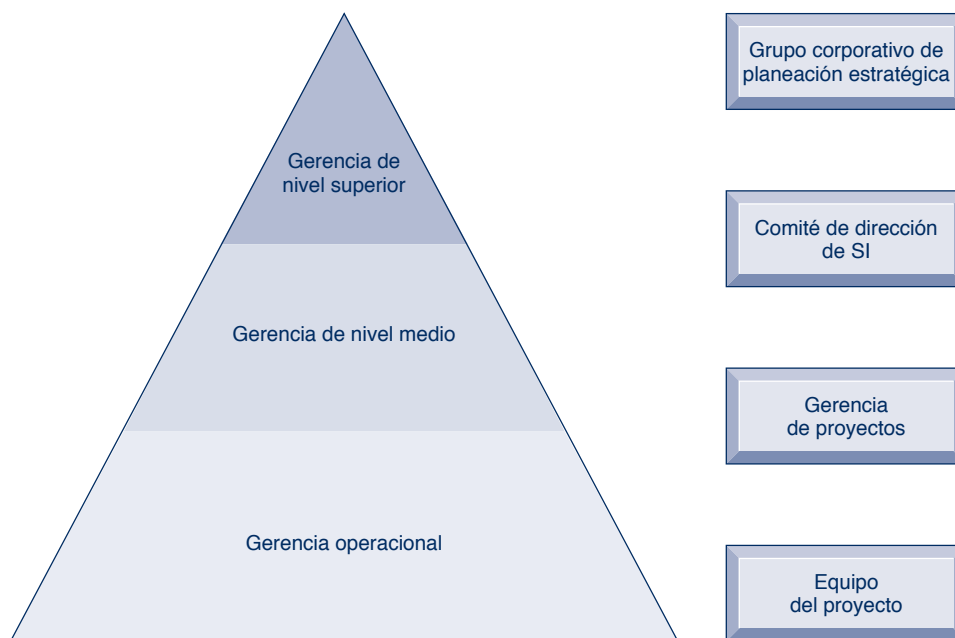 Gerencia de
nivel superior
Gerencia de nivel medio
Gerencia operacional
Grupo corporativo de
planeación estratégica
Comité de dirección
de SI
Gerencia
de proyectos
Equipo
del proyecto